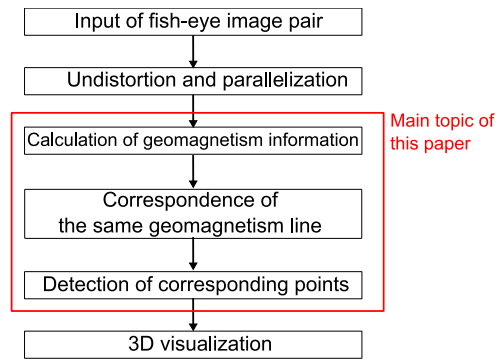 Input of fish-eye image pair
Undistortion and parallelization
Main topic of
this paper
Calculation of geomagnetism information
Correspondence of
the same geomagnetism line
Detection of corresponding points
3D visualization